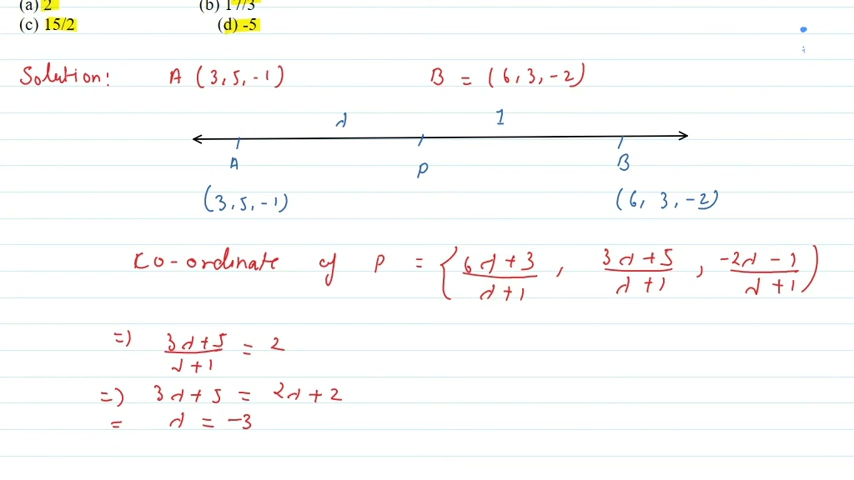 (a) 2 (b) 17/3
(c) 15/2 (d) -5
Solution: A (3, 5, -1) B = (6, 3, -2)
λ 1
A P B
(3, 5, -1) (6, 3, -2)
Co-ordinate of P = { (6λ+3)/(λ+1), (3λ+5)/(λ+1), (-2λ-1)/(λ+1) )
=) (3λ+5)/(λ+1) = 2
=) 3λ+5 = 2λ+2
= λ = -3